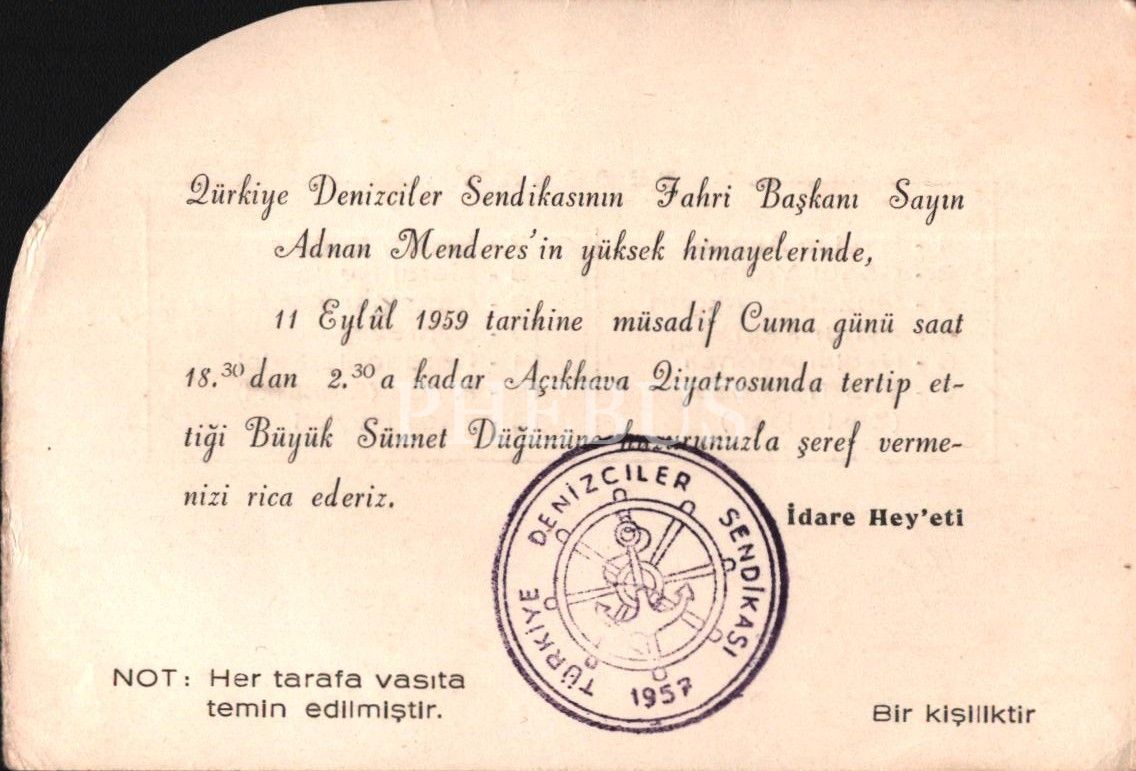 Türkiye Denizciler Sendikasının Fahri Başkanı Sayın
Adnan Menderes'in yüksek himayelerinde,
11 Eylûl 1959 tarihine müsadif Cuma günü saat
18.30 dan 2.30 a kadar Açıkhava Tiyatrosunda tertip et-
tiği Büyük Sünnet Düğününe huzurunuzla şeref verme-
nizi rica ederiz.
İdare Hey'eti
TÜRKİYE DENİZCİLER SENDİKASI
1957
NOT: Her tarafa vasıta
temin edilmiştir.
Bir kişiliktir
PHEBUS